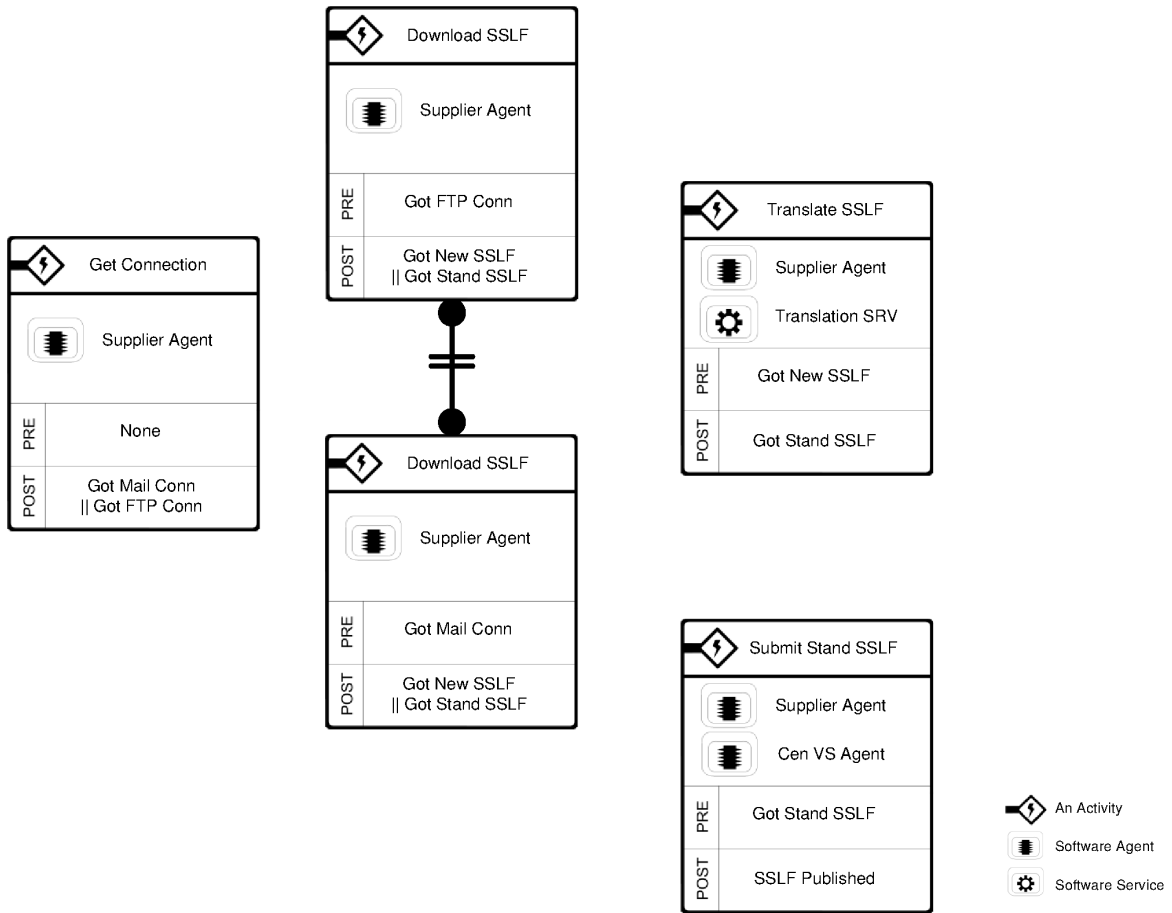 Get Connection
Supplier Agent
PRE
None
POST
Got Mail Conn
|| Got FTP Conn
Download SSLF
Supplier Agent
PRE
Got FTP Conn
POST
Got New SSLF
|| Got Stand SSLF
Download SSLF
Supplier Agent
PRE
Got Mail Conn
POST
Got New SSLF
|| Got Stand SSLF
Translate SSLF
Supplier Agent
Translation SRV
PRE
Got New SSLF
POST
Got Stand SSLF
Submit Stand SSLF
Supplier Agent
Cen VS Agent
PRE
Got Stand SSLF
POST
SSLF Published
An Activity
Software Agent
Software Service